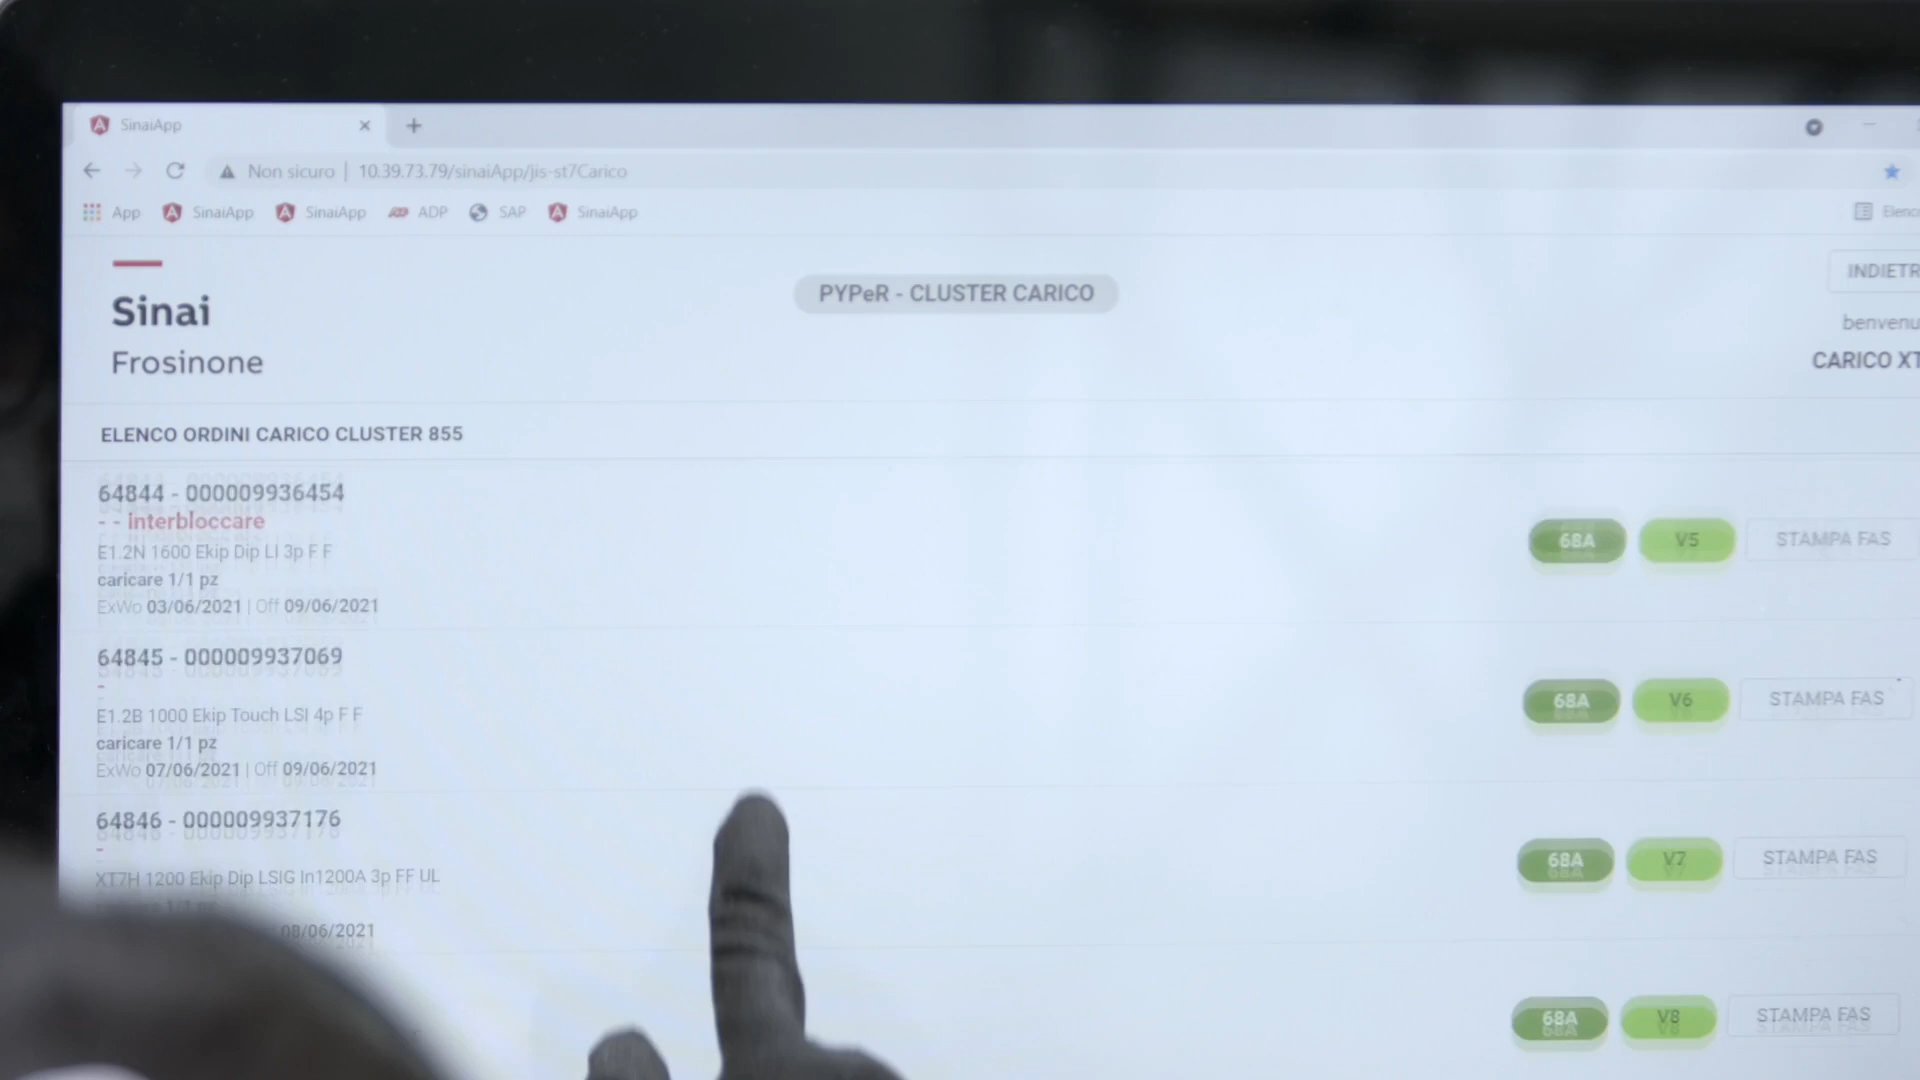 SinaiApp
Non sicuro | 10.39.73.79/sinaiApp/jis-st7Carico
App SinaiApp SinaiApp ADP SAP SinaiApp
Sinai
Frosinone
PYPeR - CLUSTER CARICO
CARICO
ELENCO ORDINI CARICO CLUSTER 855
64844 - 000009936454
- - interbloccare
E1.2N 1600 Ekip Dip LI 3p F F
caricare 1/1 pz
ExWo 03/06/2021 | Off 09/06/2021
68A V5 STAMPA FAS
64845 - 000009937069
-
E1.2B 1000 Ekip Touch LSI 4p F F
caricare 1/1 pz
ExWo 07/06/2021 | Off 09/06/2021
68A V6 STAMPA FAS
64846 - 000009937176
-
XT7H 1200 Ekip Dip LSIG In1200A 3p FF UL
08/06/2021
68A V7 STAMPA FAS
68A V8 STAMPA FAS